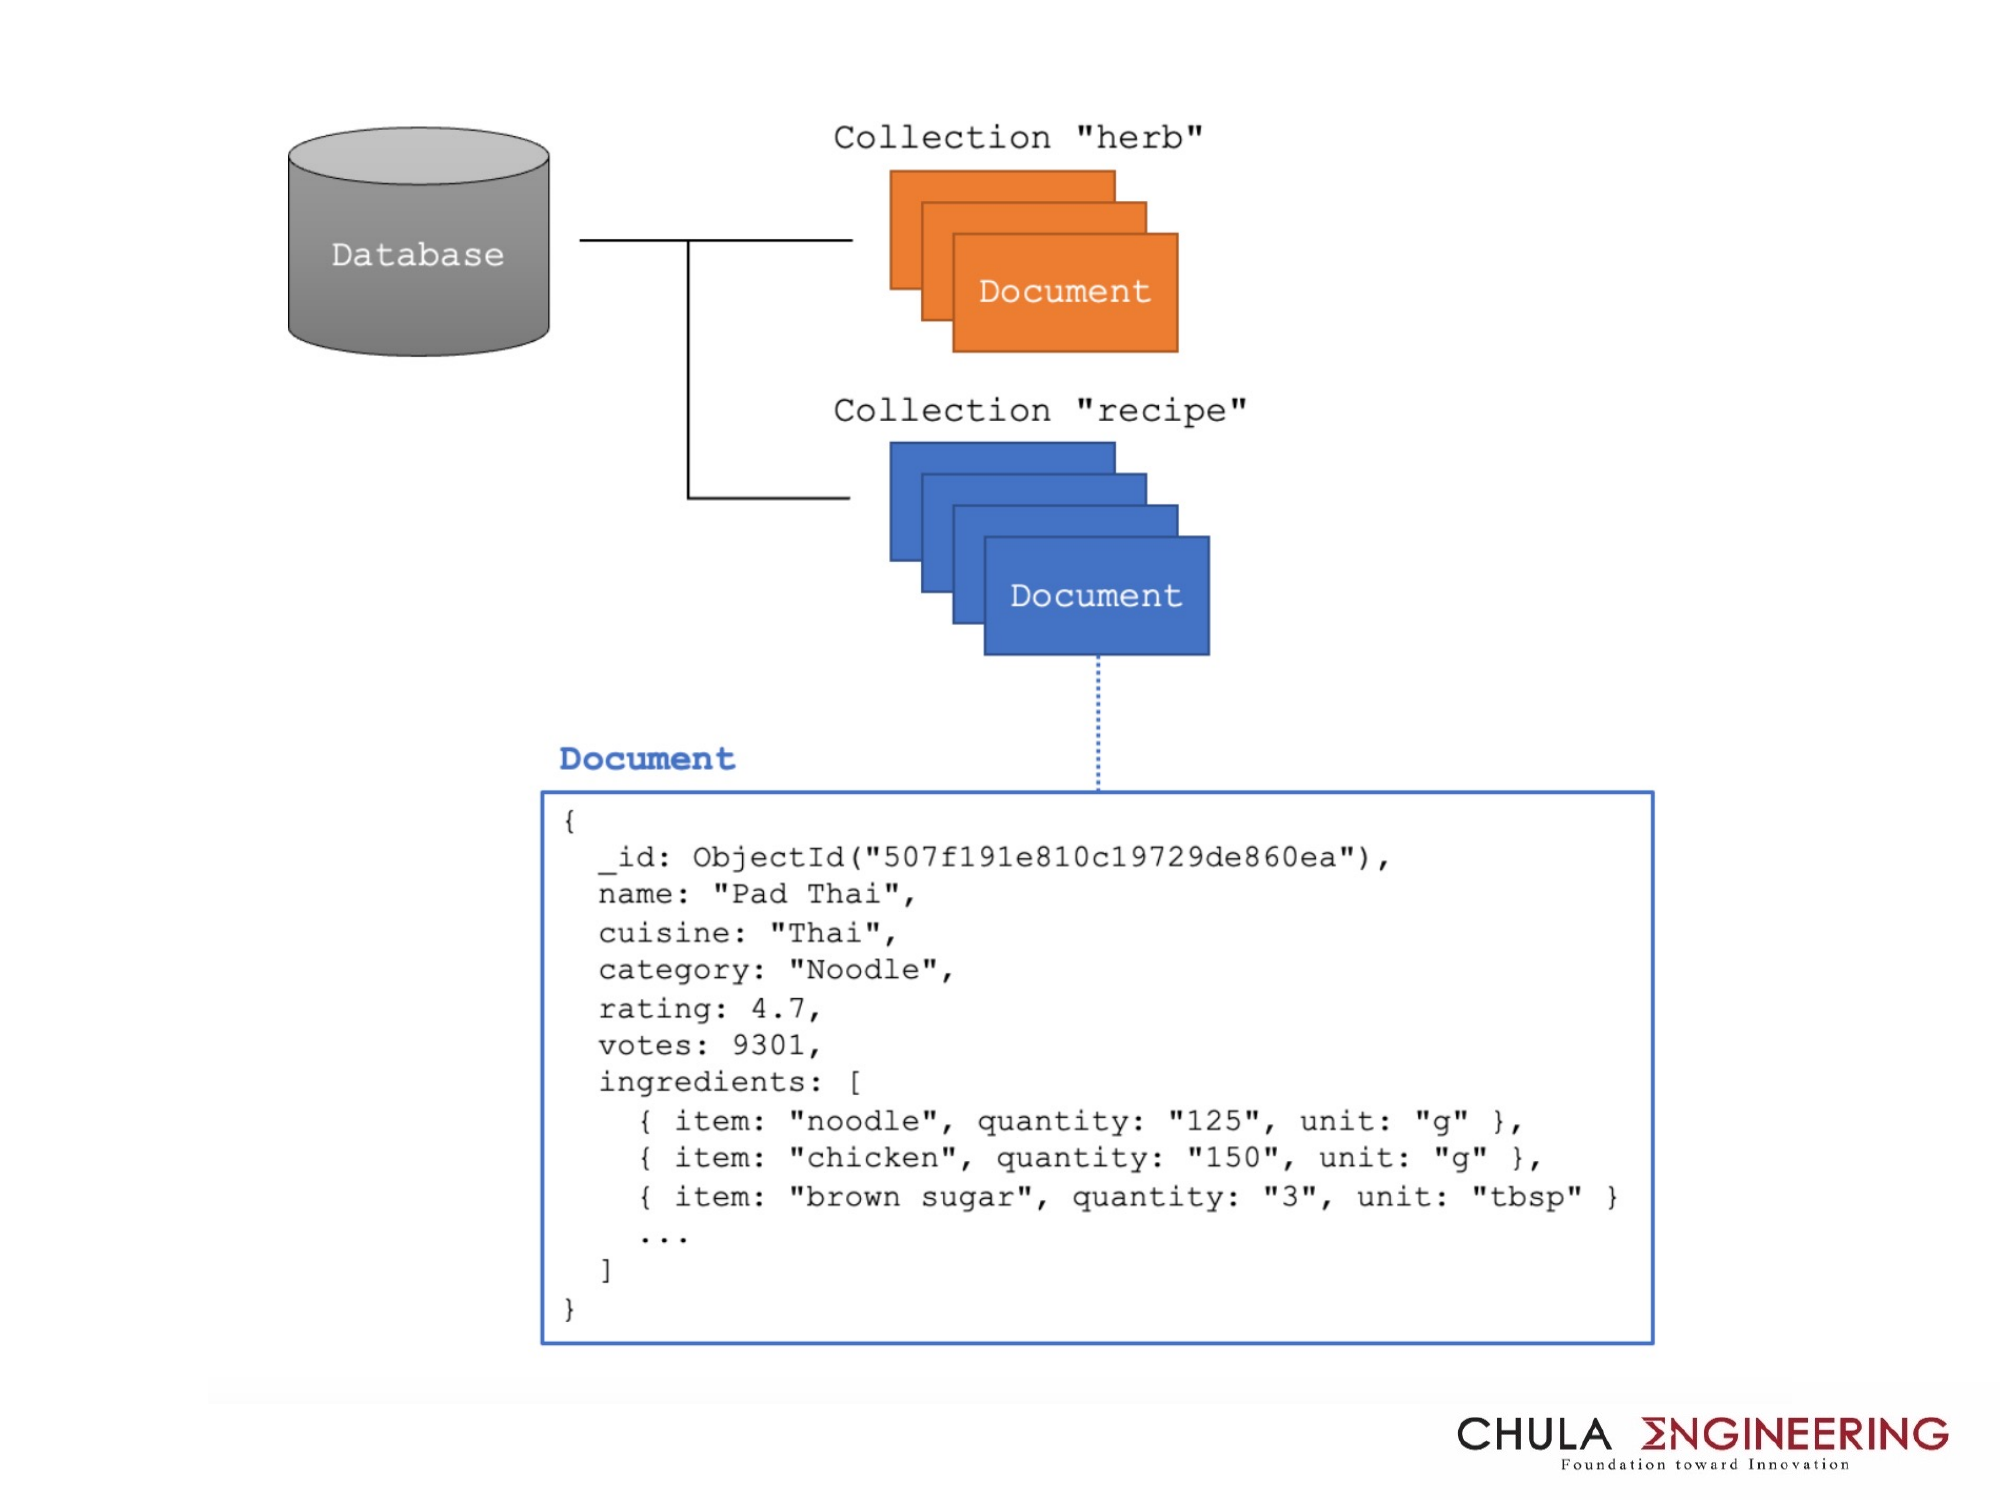 Database
Collection "herb"
Document
Collection "recipe"
Document
Document
{
_id: ObjectId("507f191e810c19729de860ea"),
name: "Pad Thai",
cuisine: "Thai",
category: "Noodle",
rating: 4.7,
votes: 9301,
ingredients: [
{ item: "noodle", quantity: "125", unit: "g" },
{ item: "chicken", quantity: "150", unit: "g" },
{ item: "brown sugar", quantity: "3", unit: "tbsp" }
...
]
}
CHULA ΣNGINEERING
Foundation toward Innovation